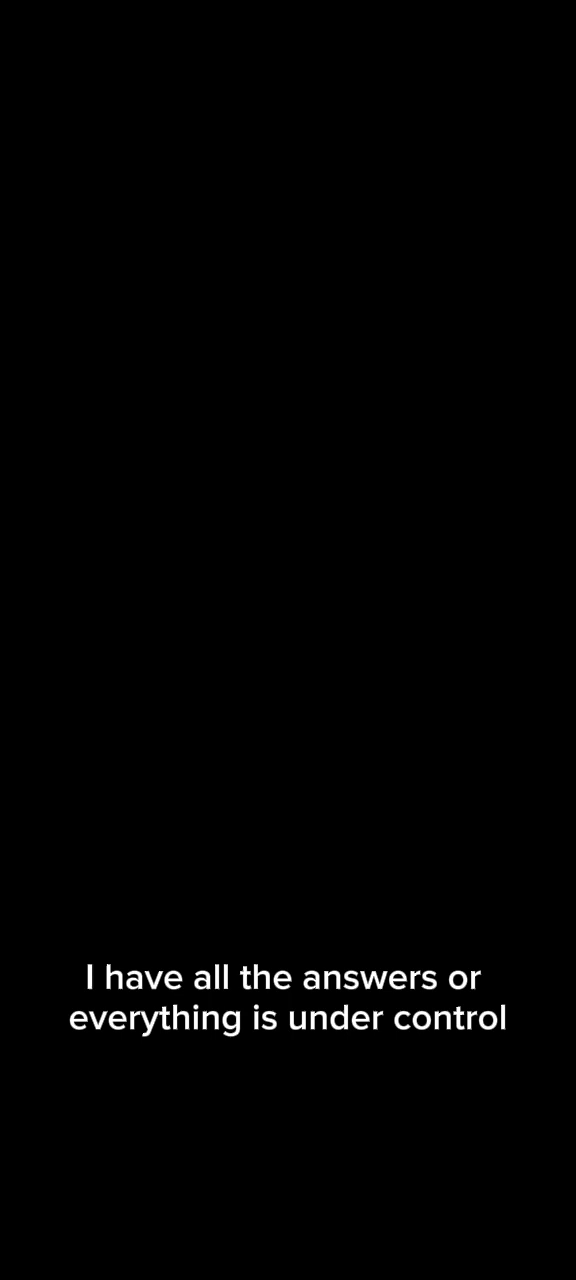 I have all the answers or
everything is under control